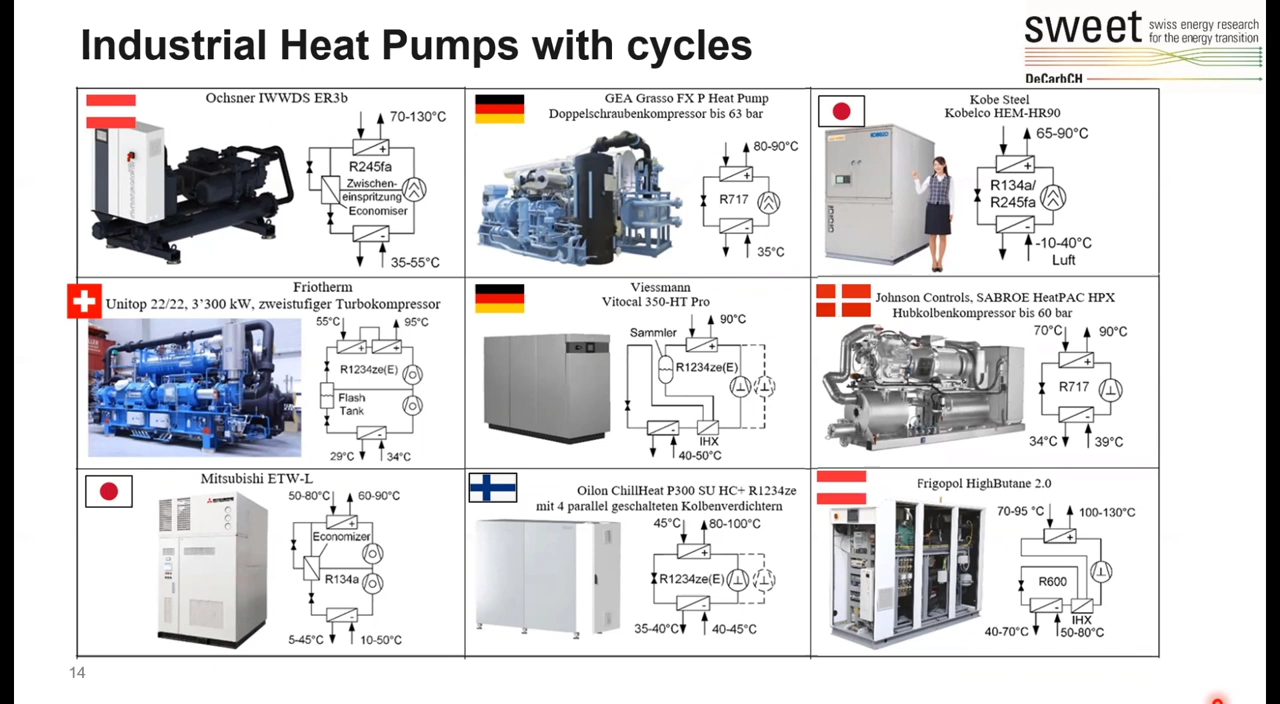 Industrial Heat Pumps with cycles
sweet
swiss energy research
for the energy transition
DeCarbCH
Ochsner IWWDS ER3b
70-130°C
R245fa
Zwischen-
einspritzung
Economiser
35-55°C
GEA Grasso FX P Heat Pump
Doppelschraubenkompressor bis 63 bar
80-90°C
R717
35°C
Kobe Steel
Kobelco HEM-HR90
65-90°C
R134a/
R245fa
-10-40°C
Luft
Friotherm
Unitop 22/22, 3'300 kW, zweistufiger Turbokompressor
55°C
95°C
R1234ze(E)
Flash
Tank
29°C
34°C
Viessmann
Vitocal 350-HT Pro
90°C
Sammler
R1234ze(E)
IHX
40-50°C
Johnson Controls, SABROE HeatPAC HPX
Hubkolbenkompressor bis 60 bar
70°C
90°C
R717
34°C
39°C
Mitsubishi ETW-L
50-80°C
60-90°C
Economizer
R134a
5-45°C
10-50°C
Oilon ChillHeat P300 SU HC+ R1234ze
mit 4 parallel geschalteten Kolbenverdichtern
45°C
80-100°C
R1234ze(E)
35-40°C
40-45°C
Frigopol HighButane 2.0
70-95 °C
100-130°C
R600
IHX
40-70°C
50-80°C
14